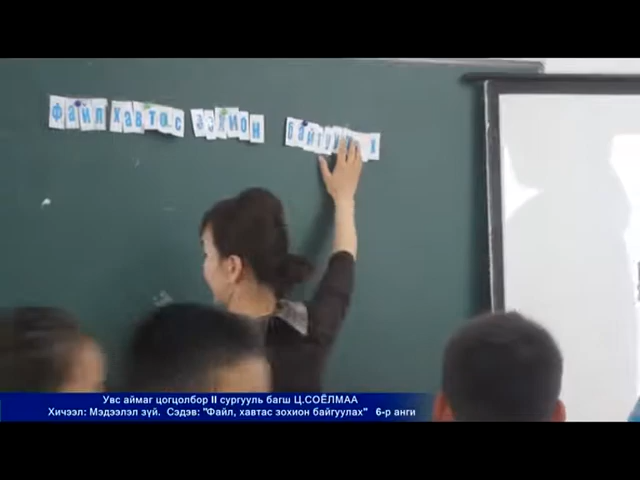 файл хавтас зохион
Увс аймаг цогцолбор II сургууль багш Ц.СОЁЛМАА
Хичээл: Мэдээлэл зүй. Сэдэв: "Файл, хавтас зохион байгуулах" 6-р анги